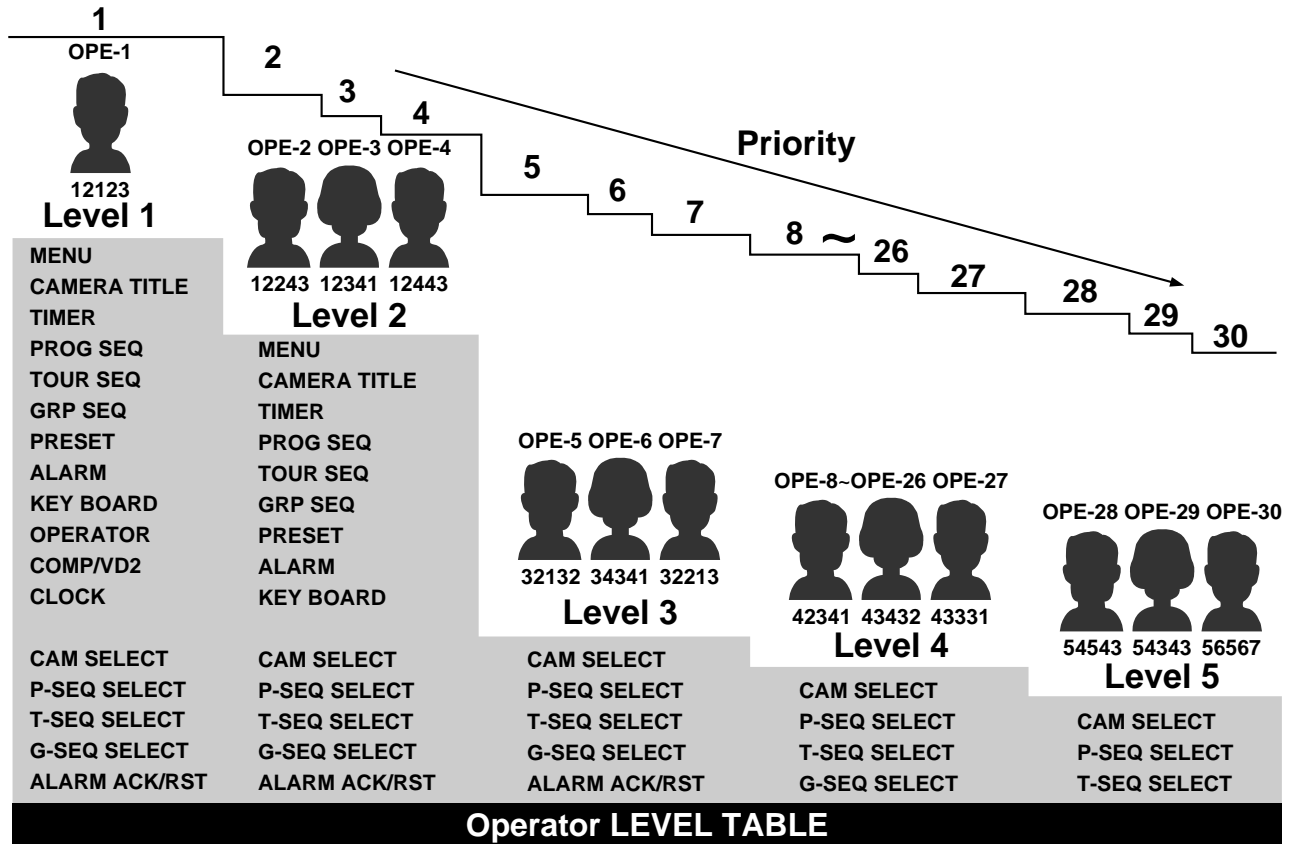 1
OPE-1
12123
Level 1
MENU
CAMERA TITLE
TIMER
PROG SEQ
TOUR SEQ
GRP SEQ
PRESET
ALARM
KEY BOARD
OPERATOR
COMP/VD2
CLOCK
CAM SELECT
P-SEQ SELECT
T-SEQ SELECT
G-SEQ SELECT
ALARM ACK/RST
2
3
4
OPE-2 OPE-3 OPE-4
12243 12341 12443
Level 2
MENU
CAMERA TITLE
TIMER
PROG SEQ
TOUR SEQ
GRP SEQ
PRESET
ALARM
KEY BOARD
CAM SELECT
P-SEQ SELECT
T-SEQ SELECT
G-SEQ SELECT
ALARM ACK/RST
Priority
5
6
7
OPE-5 OPE-6 OPE-7
32132 34341 32213
Level 3
CAM SELECT
P-SEQ SELECT
T-SEQ SELECT
G-SEQ SELECT
ALARM ACK/RST
8 ~ 26
27
OPE-8~OPE-26 OPE-27
42341 43432 43331
Level 4
CAM SELECT
P-SEQ SELECT
T-SEQ SELECT
G-SEQ SELECT
28
29
30
OPE-28 OPE-29 OPE-30
54543 54343 56567
Level 5
CAM SELECT
P-SEQ SELECT
T-SEQ SELECT
Operator LEVEL TABLE